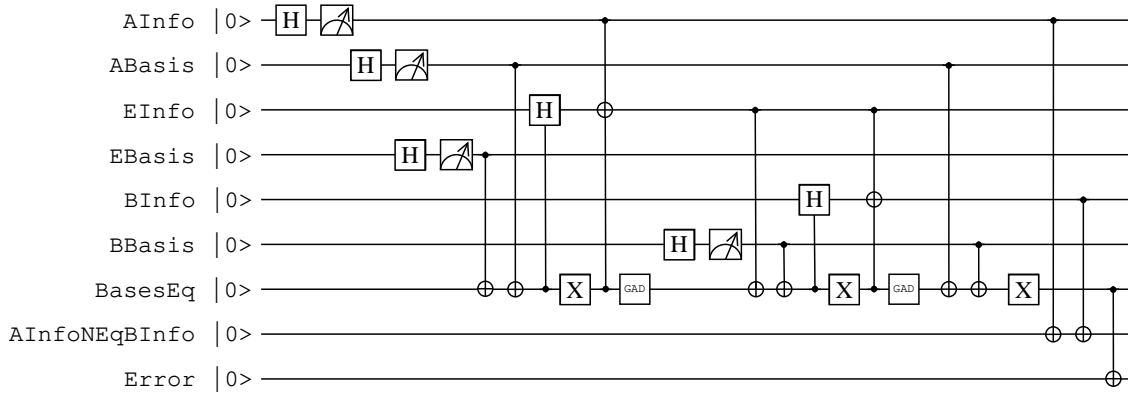 AInfo |0> H
ABasis |0> H
EInfo |0> H
EBasis |0> H
BInfo |0> H
BBasis |0> H
BasesEq |0> X GAD X GAD X
AInfoNEqBInfo |0>
Error |0>